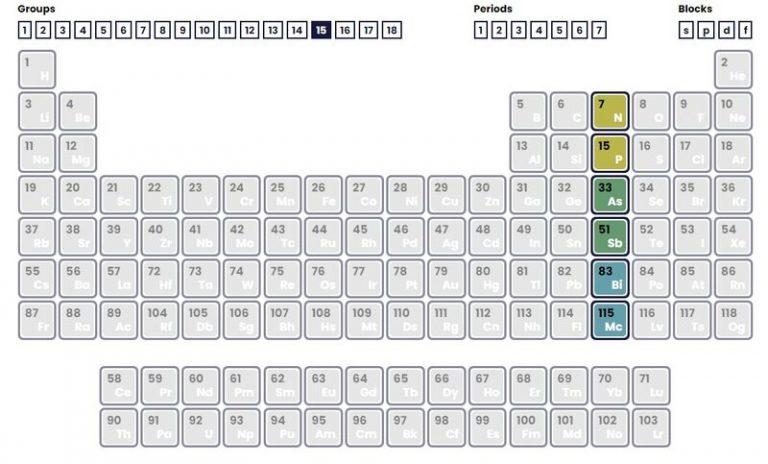 Groups Periods Blocks
1 2 3 4 5 6 7 8 9 10 11 12 13 14 15 16 17 18 1 2 3 4 5 6 7 s p d f
1 H 2 He
3 Li 4 Be 5 B 6 C 7 N 8 O 9 F 10 Ne
11 Na 12 Mg 13 Al 14 Si 15 P 16 S 17 Cl 18 Ar
19 K 20 Ca 21 Sc 22 Ti 23 V 24 Cr 25 Mn 26 Fe 27 Co 28 Ni 29 Cu 30 Zn 31 Ga 32 Ge 33 As 34 Se 35 Br 36 Kr
37 Rb 38 Sr 39 Y 40 Zr 41 Nb 42 Mo 43 Tc 44 Ru 45 Rh 46 Pd 47 Ag 48 Cd 49 In 50 Sn 51 Sb 52 Te 53 I 54 Xe
55 Cs 56 Ba 57 La 72 Hf 73 Ta 74 W 75 Re 76 Os 77 Ir 78 Pt 79 Au 80 Hg 81 Tl 82 Pb 83 Bi 84 Po 85 At 86 Rn
87 Fr 88 Ra 89 Ac 104 Rf 105 Db 106 Sg 107 Bh 108 Hs 109 Mt 110 Ds 111 Rg 112 Cn 113 Nh 114 Fl 115 Mc 116 Lv 117 Ts 118 Og
58 Ce 59 Pr 60 Nd 61 Pm 62 Sm 63 Eu 64 Gd 65 Tb 66 Dy 67 Ho 68 Er 69 Tm 70 Yb 71 Lu
90 Th 91 Pa 92 U 93 Np 94 Pu 95 Am 96 Cm 97 Bk 98 Cf 99 Es 100 Fm 101 Md 102 No 103 Lr